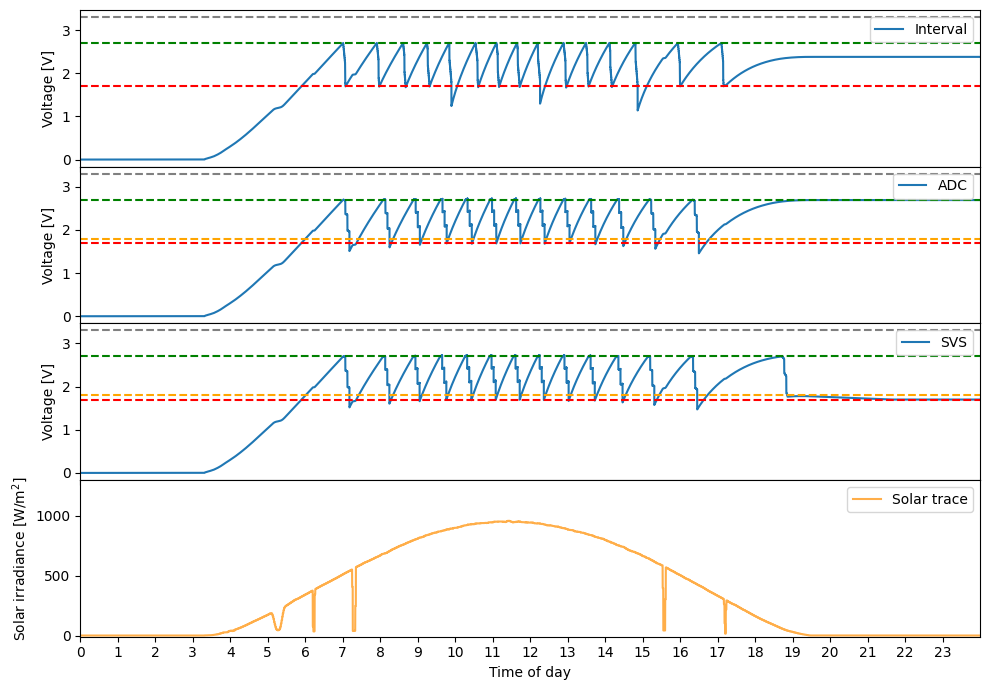 Voltage [V]
3
2
1
0
Interval
Voltage [V]
3
2
1
0
ADC
Voltage [V]
3
2
1
0
SVS
Solar irradiance [W/m²]
1000
500
0
Solar trace
0 1 2 3 4 5 6 7 8 9 10 11 12 13 14 15 16 17 18 19 20 21 22 23
Time of day